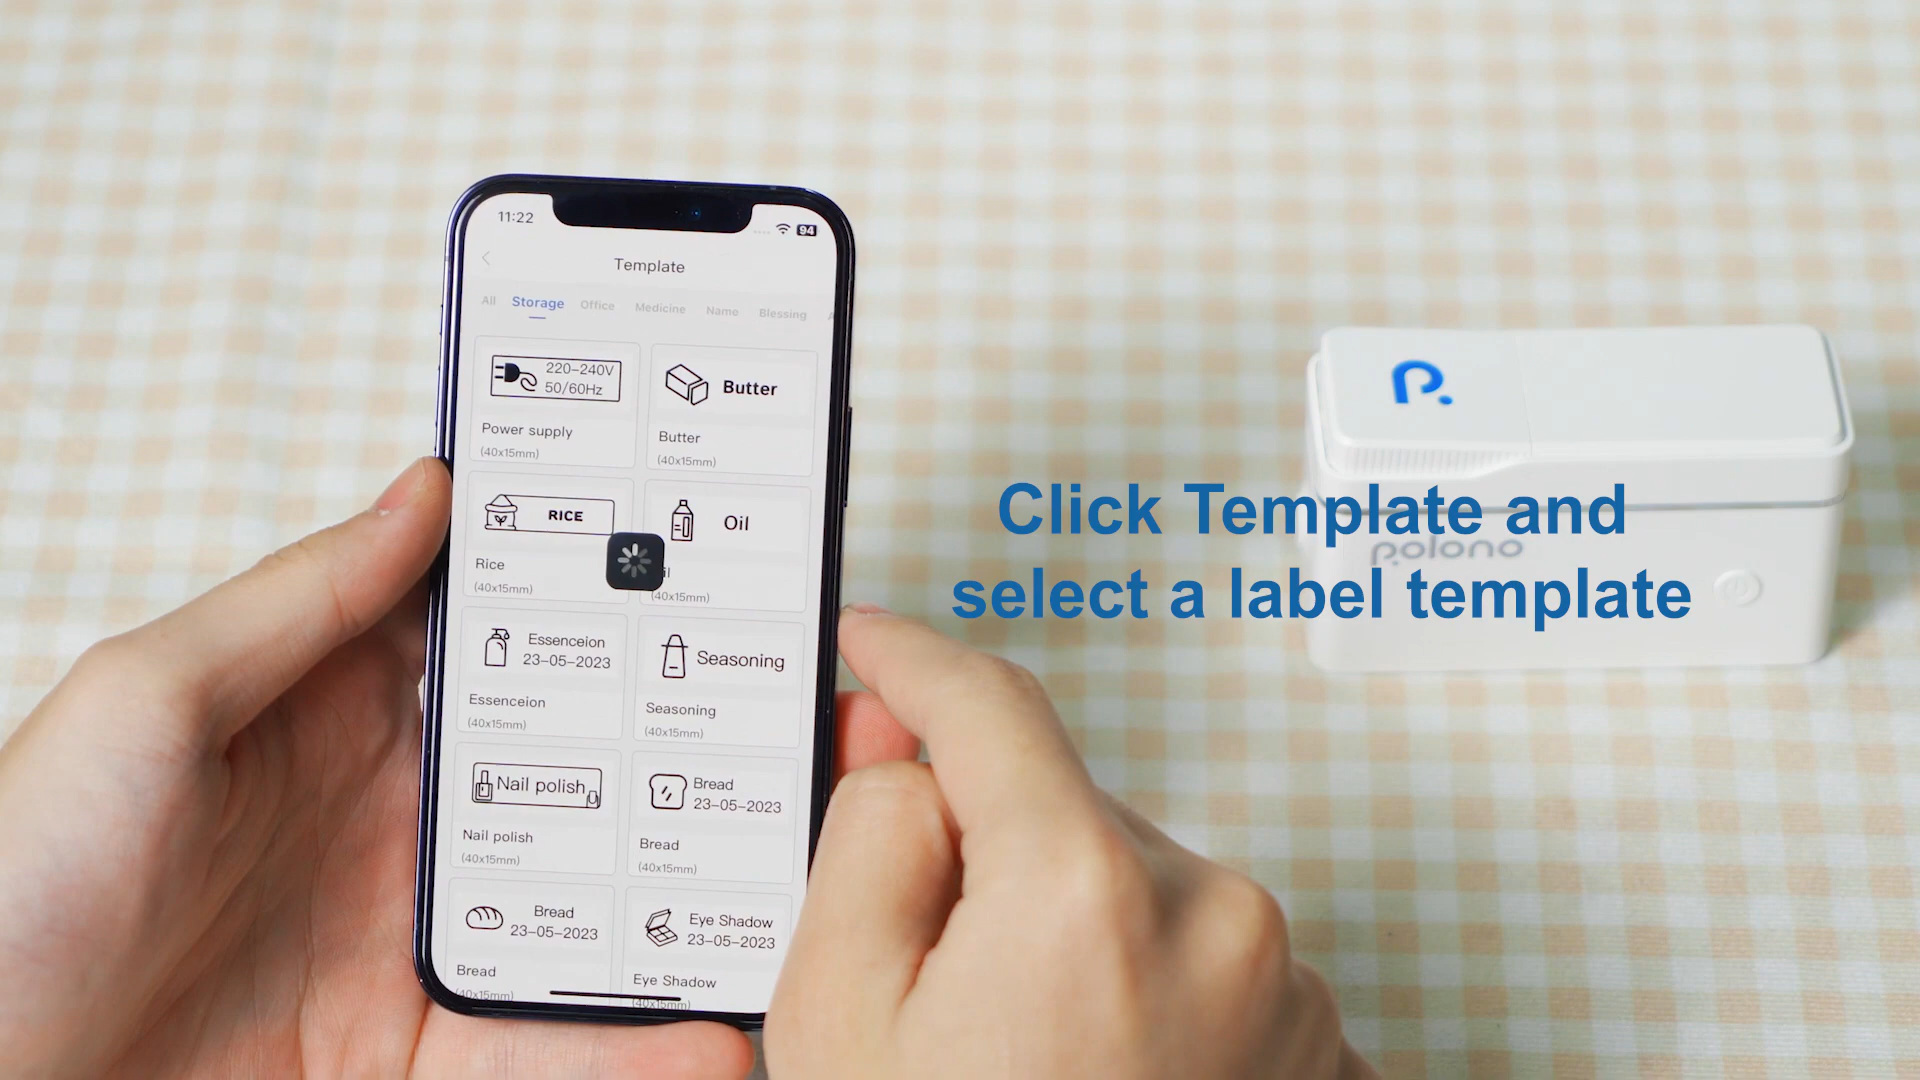 11:22
94
Template
All Storage Office Medicine Name Blessing
220-240V
50/60Hz
Power supply
(40x15mm)
Butter
Butter
(40x15mm)
RICE
Rice
(40x15mm)
Oil
(40x15mm)
Essenceion
23-05-2023
Essenceion
(40x15mm)
Seasoning
Seasoning
(40x15mm)
Nail polish
Nail polish
(40x15mm)
Bread
23-05-2023
Bread
(40x15mm)
Bread
23-05-2023
Bread
(40x15mm)
Eye Shadow
23-05-2023
Eye Shadow
(40x15mm)
P.
Click Template and
polono
select a label template